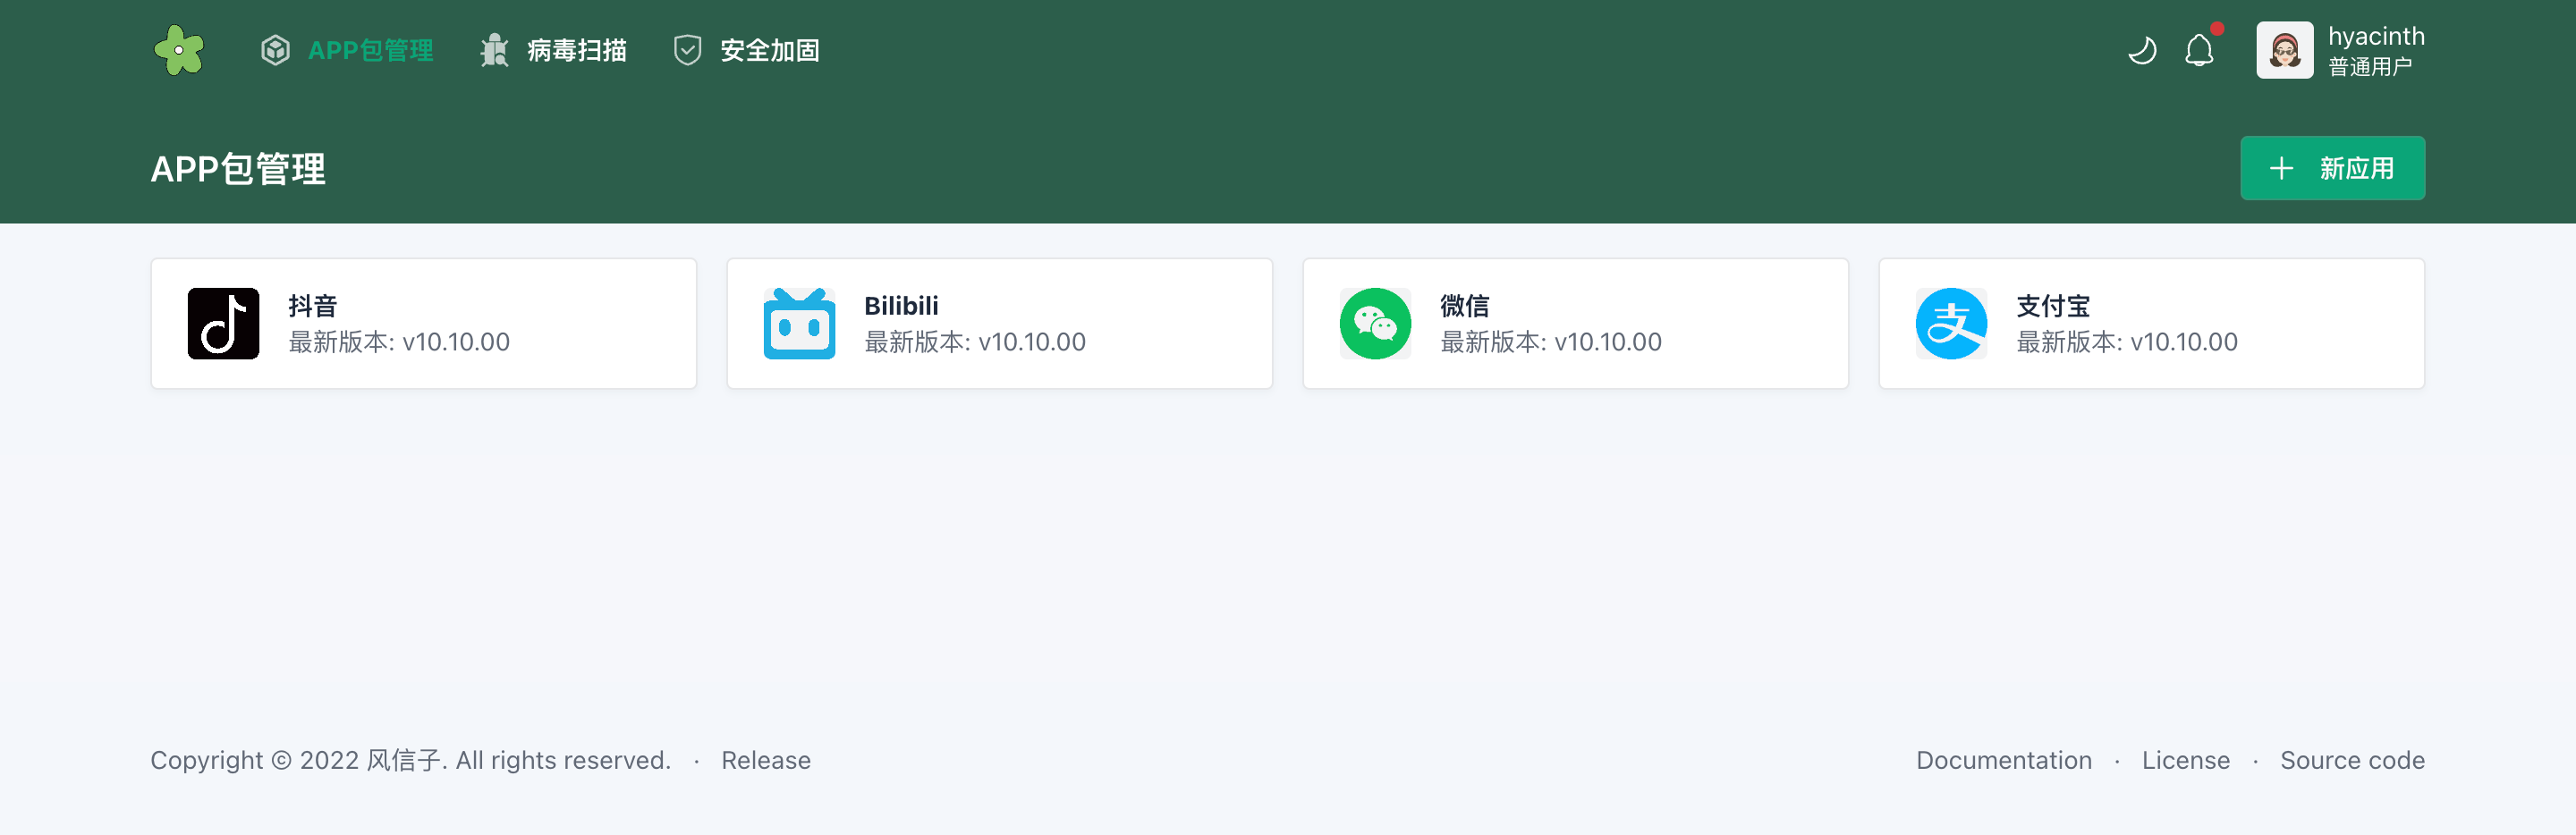 APP包管理
病毒扫描
安全加固
hyacinth
普通用户
APP包管理
新应用
抖音
最新版本: v10.10.00
Bilibili
最新版本: v10.10.00
微信
最新版本: v10.10.00
支付宝
最新版本: v10.10.00
Copyright © 2022 风信子. All rights reserved. · Release
Documentation · License · Source code